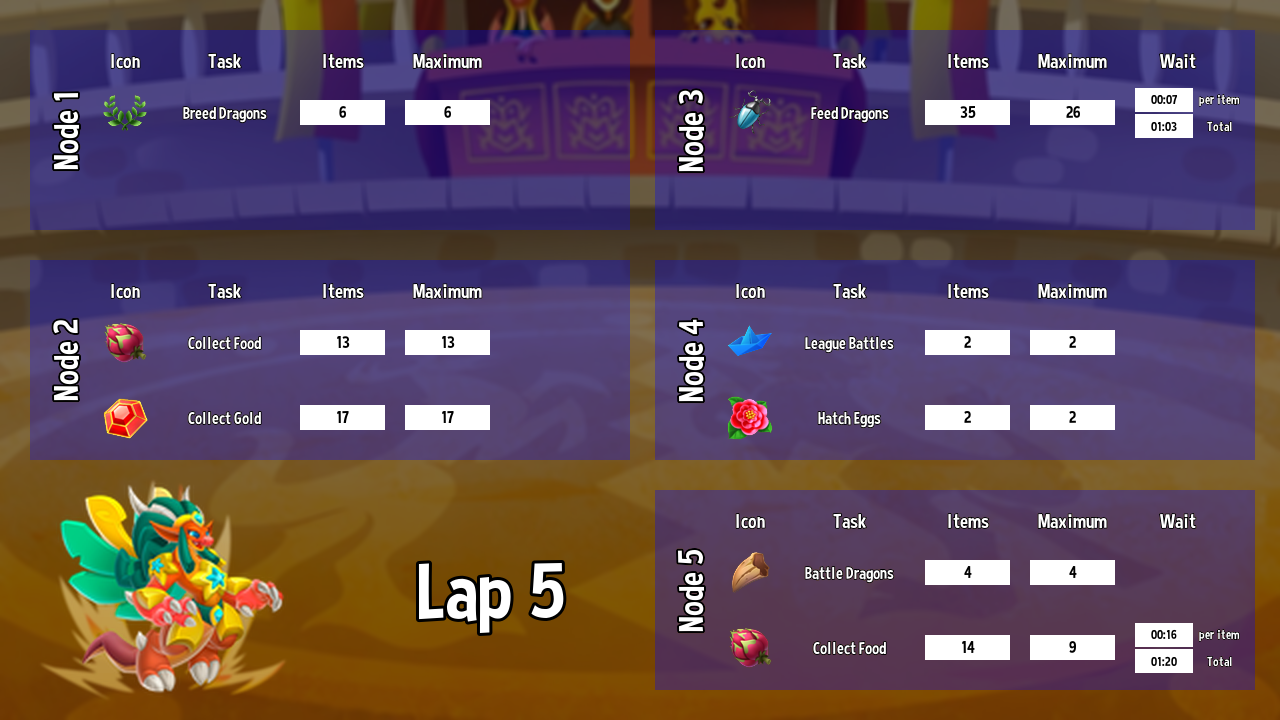 Node 1
Icon Task Items Maximum
Breed Dragons 6 6
Node 2
Icon Task Items Maximum
Collect Food 13 13
Collect Gold 17 17
Node 3
Icon Task Items Maximum Wait
Feed Dragons 35 26 00:07 per item
01:03 Total
Node 4
Icon Task Items Maximum
League Battles 2 2
Hatch Eggs 2 2
Node 5
Icon Task Items Maximum Wait
Battle Dragons 4 4
Collect Food 14 9 00:16 per item
01:20 Total
Lap 5